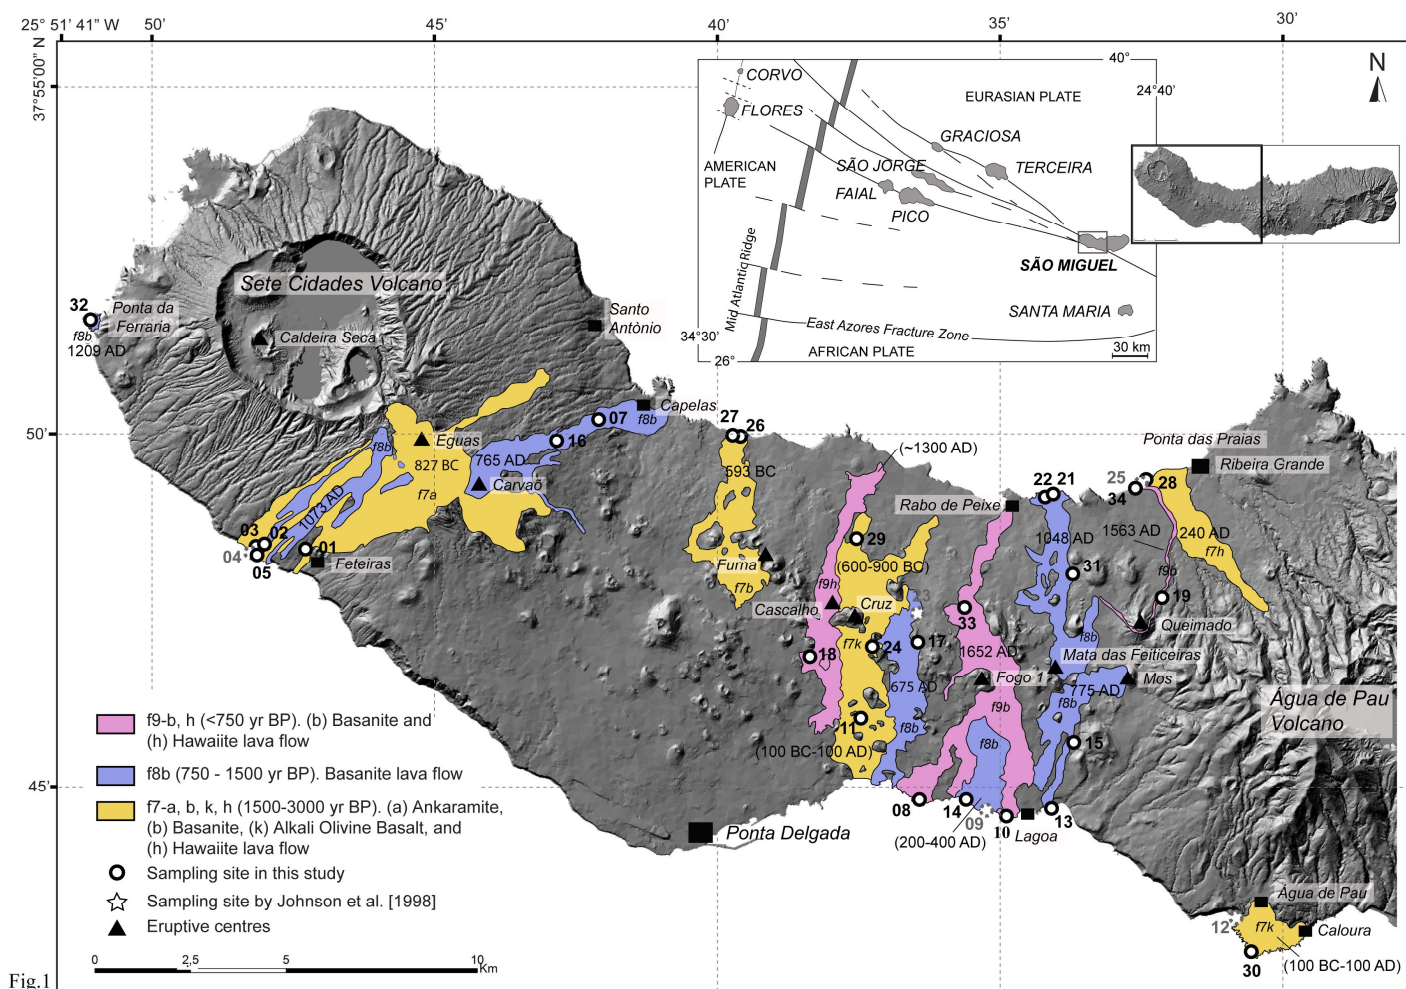 25° 51' 41" W
50'
45'
40'
35'
30'
37°55'00" N
50'
45'
N
40°
24°40'
34°30'
26°
CORVO
FLORES
EURASIAN PLATE
GRACIOSA
AMERICAN
PLATE
SÃO JORGE
TERCEIRA
FAIAL
PICO
Mid Atlantic Ridge
SÃO MIGUEL
SANTA MARIA
East Azores Fracture Zone
AFRICAN PLATE
30 km
Sete Cidades Volcano
Caldeira Seca
32
Ponta da
Ferraria
f8b
1209 AD
Santo
Antònio
Capelas
07
f8b
16
765 AD
Carvaõ
Eguas
827 BC
f7a
f8b
1073 AD
03
02
04
05
01
Feteiras
27
26
593 BC
Fuma
f7b
(~1300 AD)
29
(600-900 BC)
f9h
Cascalho
Cruz
f7k
18
24
23
17
675 AD
f8b
11
(100 BC-100 AD)
Rabo de Peixe
33
1652 AD
Fogo 1
f9b
f8b
08
14
09
(200-400 AD)
10
Lagoa
13
22
21
1048 AD
31
f8b
Mata das Feiticeiras
775 AD
Mos
f8b
15
25
34
28
Ponta das Praias
Ribeira Grande
1563 AD
240 AD
f7h
f9b
19
Queimado
Água de Pau
Volcano
Ponta Delgada
Água de Pau
12
f7k
Caloura
30
(100 BC-100 AD)
f9-b, h (<750 yr BP). (b) Basanite and
(h) Hawaiite lava flow
f8b (750 - 1500 yr BP). Basanite lava flow
f7-a, b, k, h (1500-3000 yr BP). (a) Ankaramite,
(b) Basanite, (k) Alkali Olivine Basalt, and
(h) Hawaiite lava flow
Sampling site in this study
Sampling site by Johnson et al. [1998]
Eruptive centres
0
2,5
5
10
Km
Fig.1